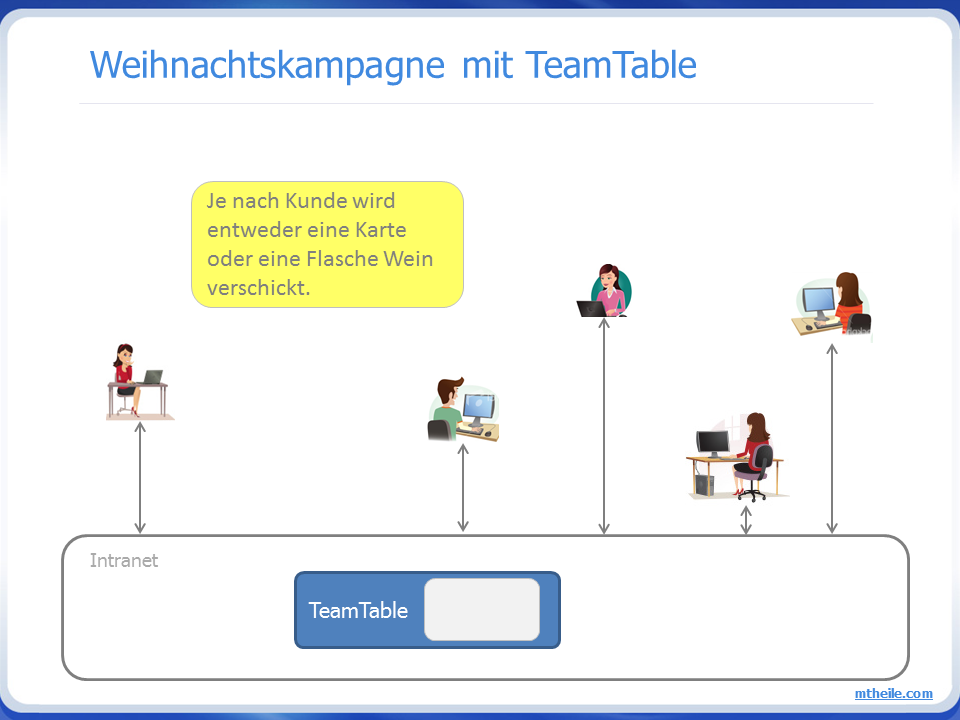 Weihnachtskampagne mit TeamTable
Je nach Kunde wird
entweder eine Karte
oder eine Flasche Wein
verschickt.
Intranet
TeamTable
mtheile.com